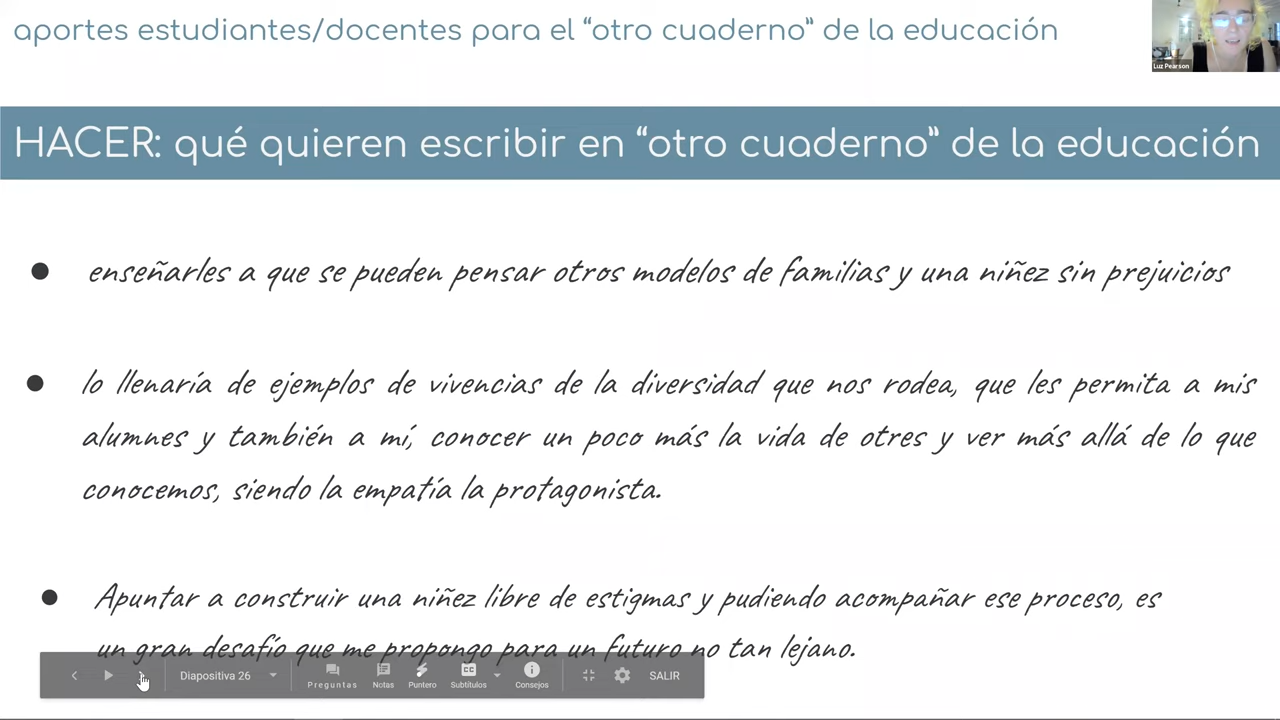 aportes estudiantes/docentes para el “otro cuaderno” de la educación
Luz Pearson
HACER: qué quieren escribir en “otro cuaderno” de la educación
● enseñarles a que se pueden pensar otros modelos de familias y una niñez sin prejuicios
● lo llenaría de ejemplos de vivencias de la diversidad que nos rodea, que les permita a mis
alumnes y también a mí, conocer un poco más la vida de otres y ver más allá de lo que
conocemos, siendo la empatía la protagonista.
● Apuntar a construir una niñez libre de estigmas y pudiendo acompañar ese proceso, es
un gran desafío que me propongo para un futuro no tan lejano.
Diapositiva 26
Preguntas
Notas
Puntero
CC
Subtítulos
Consejos
SALIR